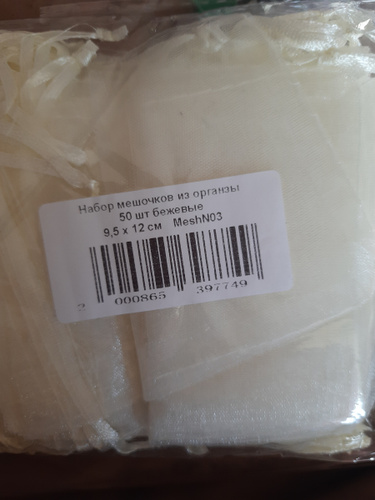 Набор мешочков из органзы
50 шт бежевые
9,5 х 12 см MeshN03
2 000865 397749